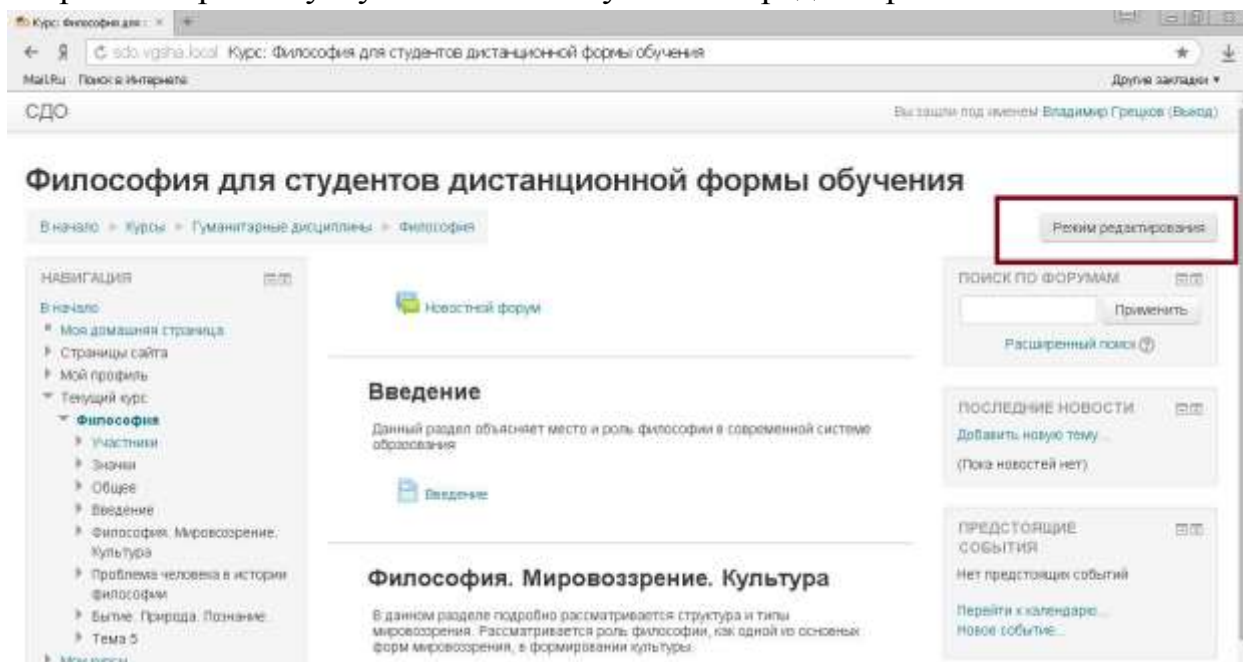 Курс: Философия для
sdo.vgsha.local Курс: Философия для студентов дистанционной формы обучения
Mail.Ru Поиск в Интернете
Другие закладки
СДО
Вы зашли под именем Владимир Грецков (Выход)
Философия для студентов дистанционной формы обучения
В начало ► Курсы ► Гуманитарные дисциплины ► Философия
Режим редактирования
НАВИГАЦИЯ
В начало
Моя домашняя страница
Страницы сайта
Мой профиль
Текущий курс
Философия
Участники
Значки
Общее
Введение
Философия. Мировоззрение.
Культура
Проблема человека в истории
философии
Бытие. Природа. Познание.
Тема 5
Мои курсы
Новостной форум
Введение
Данный раздел объясняет место и роль философии в современной системе
образования
Введение
Философия. Мировоззрение. Культура
В данном разделе подробно рассматривается структура и типы
мировоззрения. Рассматривается роль философии, как одной из основных
форм мировоззрения, в формировании культуры.
ПОИСК ПО ФОРУМАМ
Применить
Расширенный поиск
ПОСЛЕДНИЕ НОВОСТИ
Добавить новую тему...
(Пока новостей нет)
ПРЕДСТОЯЩИЕ
СОБЫТИЯ
Нет предстоящих событий
Перейти к календарю...
Новое событие...